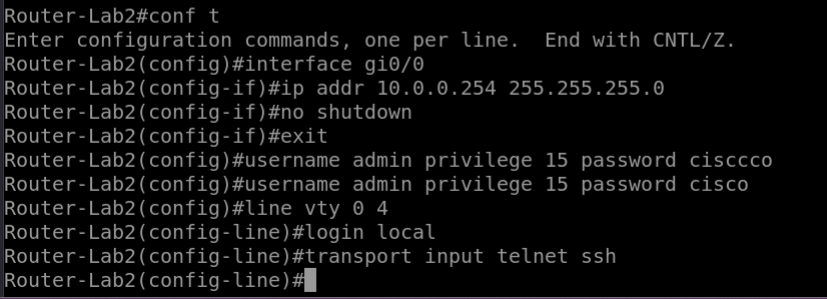 Router-Lab2#conf t
Enter configuration commands, one per line.  End with CNTL/Z.
Router-Lab2(config)#interface gi0/0
Router-Lab2(config-if)#ip addr 10.0.0.254 255.255.255.0
Router-Lab2(config-if)#no shutdown
Router-Lab2(config-if)#exit
Router-Lab2(config)#username admin privilege 15 password cisccco
Router-Lab2(config)#username admin privilege 15 password cisco
Router-Lab2(config)#line vty 0 4
Router-Lab2(config-line)#login local
Router-Lab2(config-line)#transport input telnet ssh
Router-Lab2(config-line)#